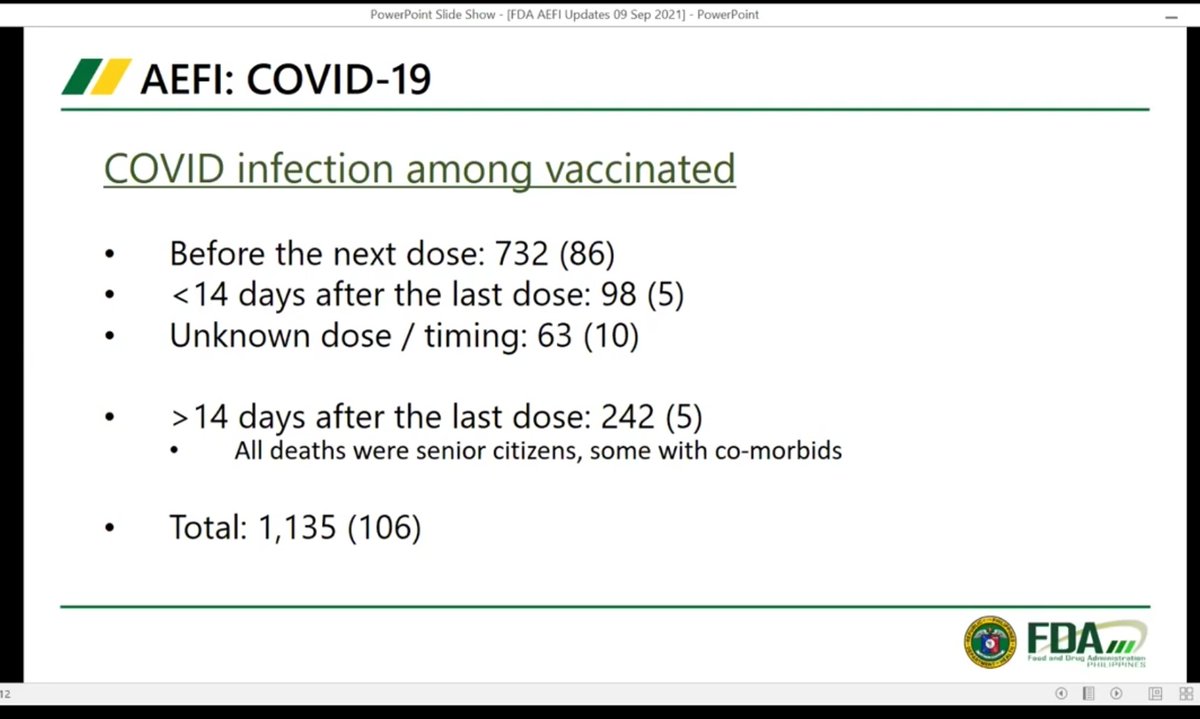 PowerPoint Slide Show - [FDA AEFI Updates 09 Sep 2021] - PowerPoint
AEFI: COVID-19
COVID infection among vaccinated
• Before the next dose: 732 (86)
• <14 days after the last dose: 98 (5)
• Unknown dose / timing: 63 (10)
• >14 days after the last dose: 242 (5)
• All deaths were senior citizens, some with co-morbids
• Total: 1,135 (106)
FDA
Food and Drug Administration
PHILIPPINES
12